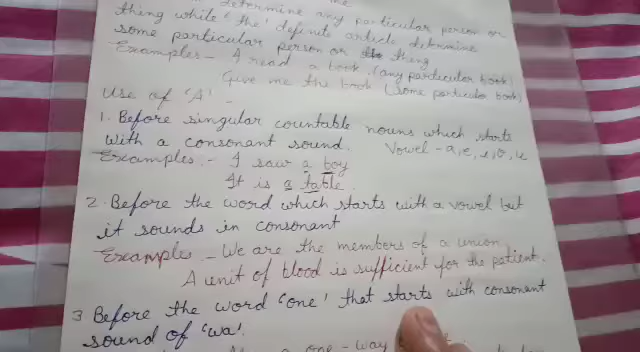 determine any particular person or
thing while 'the' definite article determine
some particular person or thing
Examples - I read a book. (any particular book)
Give me the book (some particular book)
Use of 'A' -
1. Before singular countable nouns which starts
with a consonant sound. Vowel - a, e, i, o, u
Examples - I saw a boy
It is a table
2. Before the word which starts with a vowel but
it sounds in consonant
Example - We are the members of a union.
A unit of blood is sufficient for the patient.
3. Before the word 'one' that starts with consonant
sound of 'wa'.
a one-way